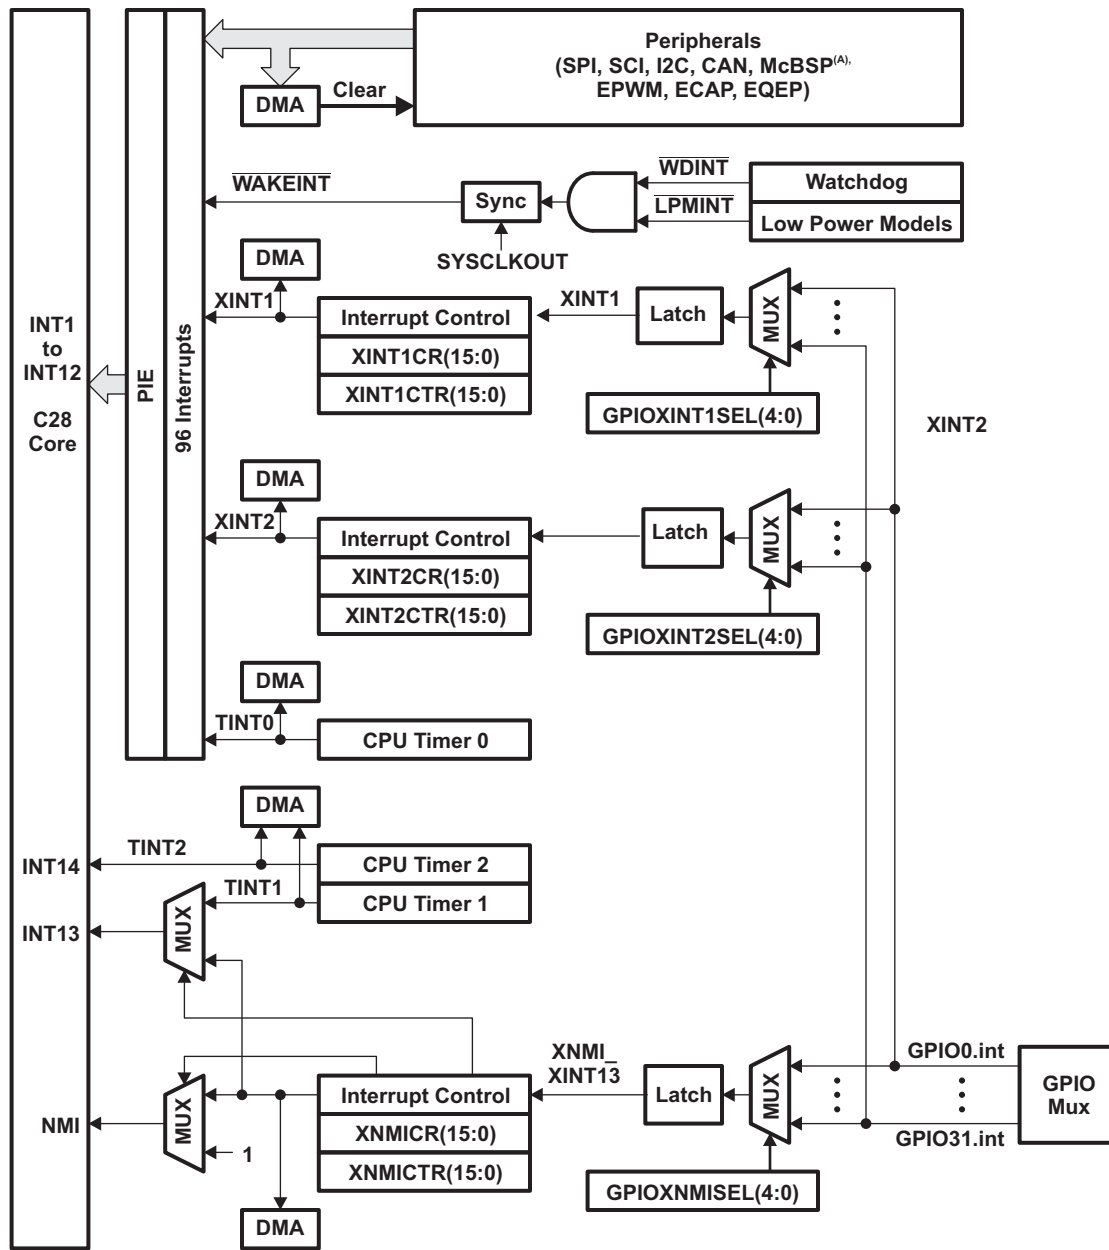 Peripherals
(SPI, SCI, I2C, CAN, McBSP(A),
EPWM, ECAP, EQEP)
DMA
Clear
WDINT
Watchdog
WAKEINT
Sync
LPMINT
Low Power Models
DMA
SYSCLKOUT
XINT1
Interrupt Control
XINT1
Latch
MUX
XINT1CR(15:0)
XINT1CTR(15:0)
GPIOXINT1SEL(4:0)
INT1
to
INT12
C28
Core
PIE
96 Interrupts
XINT2
DMA
XINT2
Interrupt Control
Latch
MUX
XINT2CR(15:0)
XINT2CTR(15:0)
GPIOXINT2SEL(4:0)
DMA
TINT0
CPU Timer 0
DMA
INT14
TINT2
CPU Timer 2
TINT1
CPU Timer 1
INT13
MUX
XNMI_
XINT13
GPIO0.int
GPIO
Mux
Interrupt Control
Latch
MUX
NMI
MUX
XNMICR(15:0)
GPIO31.int
1
XNMICTR(15:0)
GPIOXNMISEL(4:0)
DMA